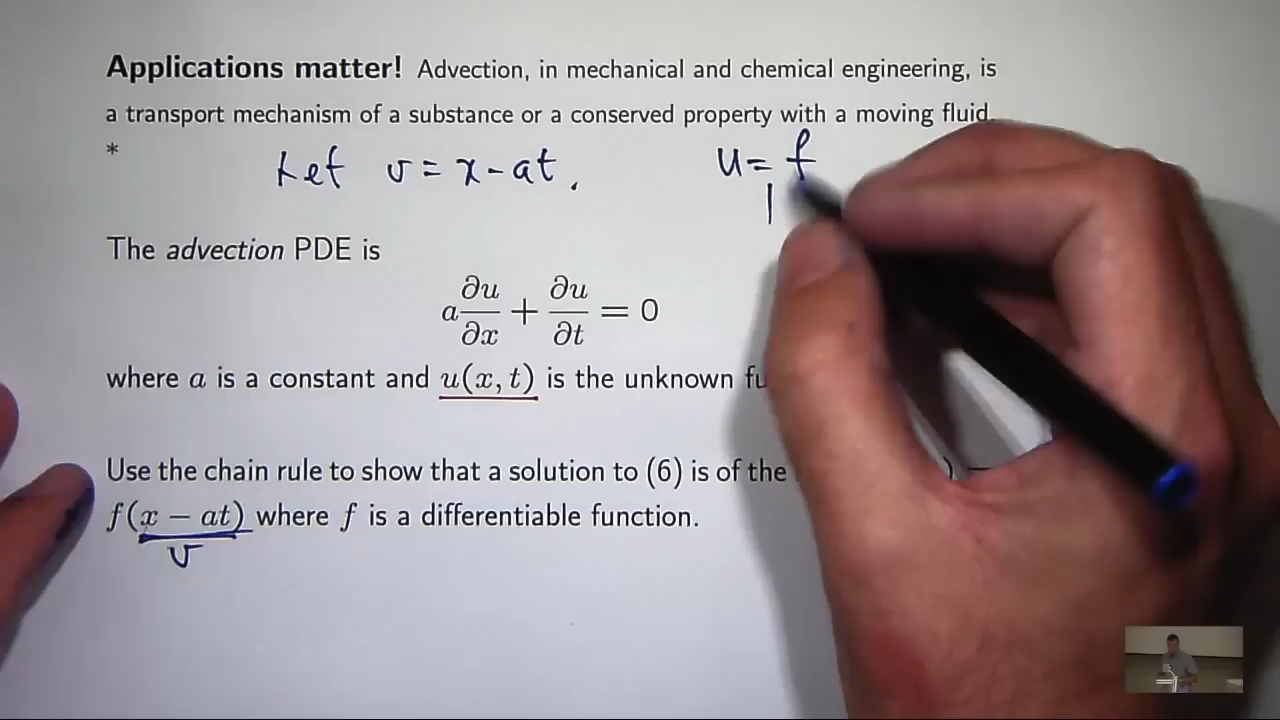 Applications matter! Advection, in mechanical and chemical engineering, is
a transport mechanism of a substance or a conserved property with a moving fluid.
*
Let v = x - at. u = f
|
The advection PDE is
a ∂u/∂x + ∂u/∂t = 0
where a is a constant and u(x, t) is the unknown
Use the chain rule to show that a solution to (6) is of the
f(x − at) where f is a differentiable function.
v